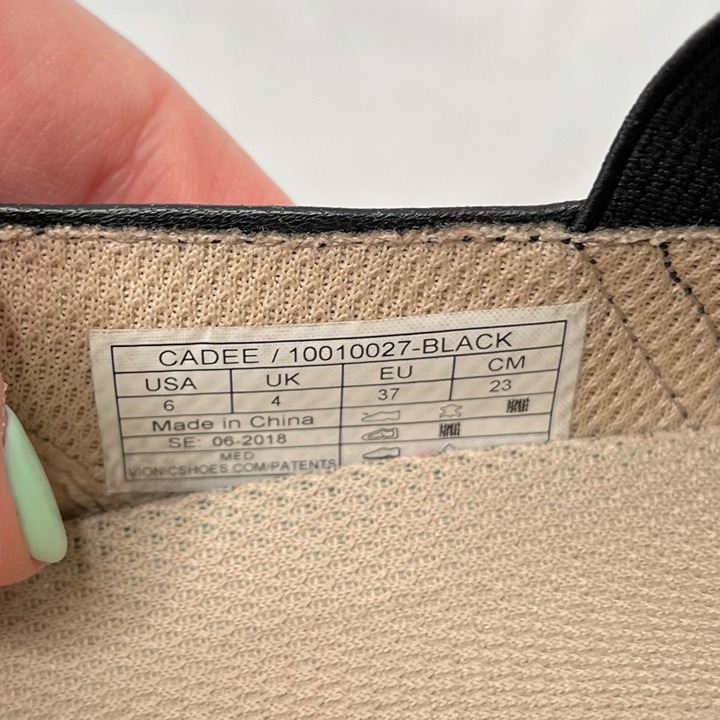 CADEE / 10010027-BLACK
USA UK EU CM
6 4 37 23
Made in China
SE: 06-2018
MED
VIONICSHOES.COM/PATENTS